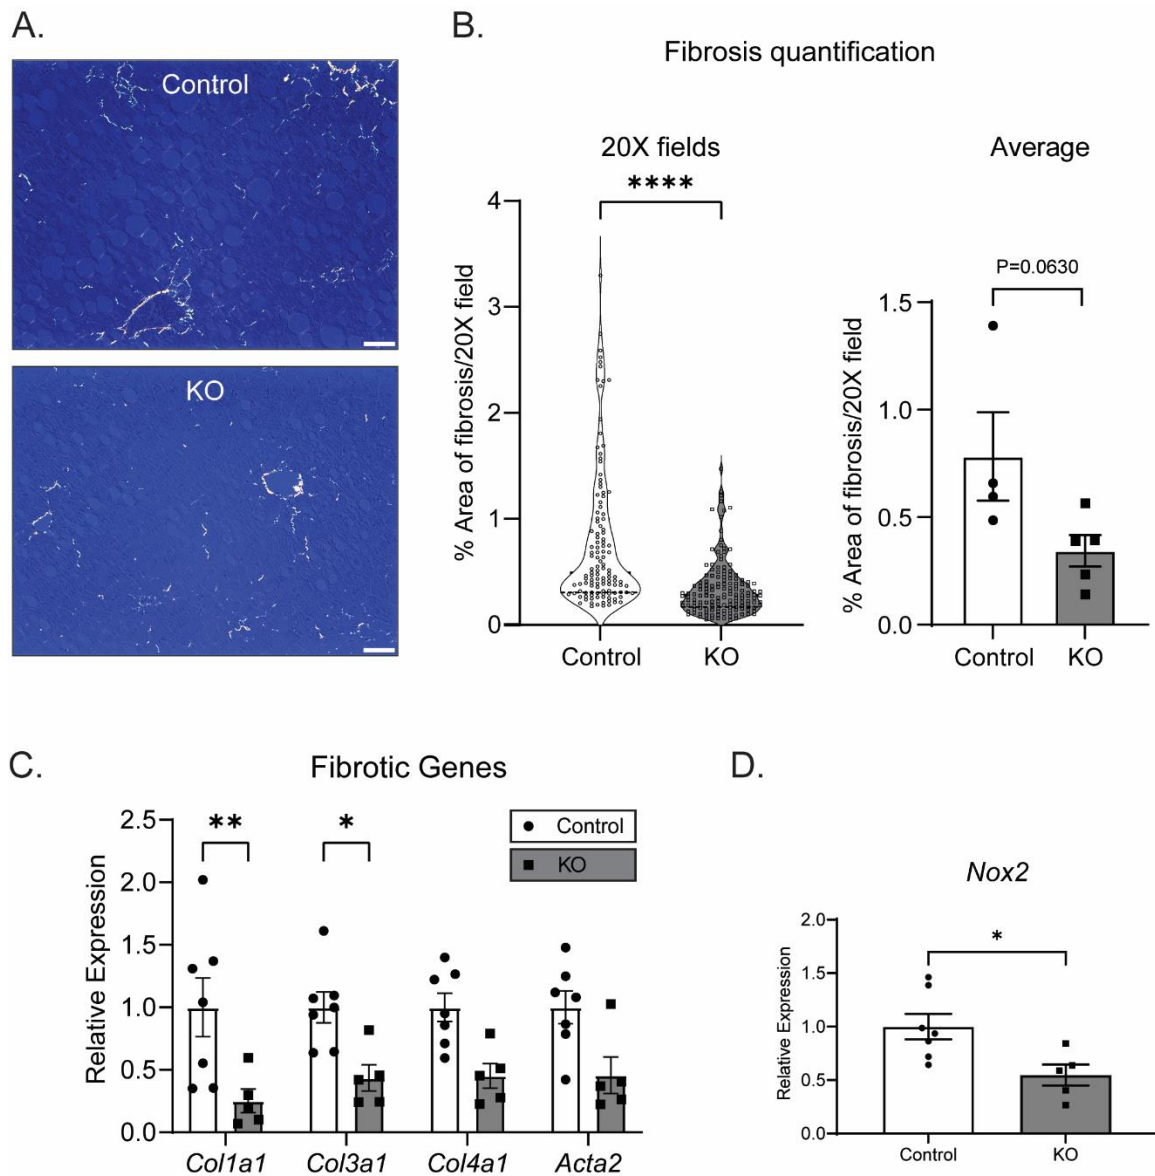 A.
Control
KO
B.
Fibrosis quantification
20X fields
****
% Area of fibrosis/20X field
4
3
2
1
0
Control KO
Average
P=0.0630
% Area of fibrosis/20X field
1.5
1.0
0.5
0.0
Control KO
C.
Fibrotic Genes
Control
KO
** *
Relative Expression
2.5
2.0
1.5
1.0
0.5
0.0
Col1a1 Col3a1 Col4a1 Acta2
D.
Nox2
*
Relative Expression
2.0
1.5
1.0
0.5
0.0
Control KO